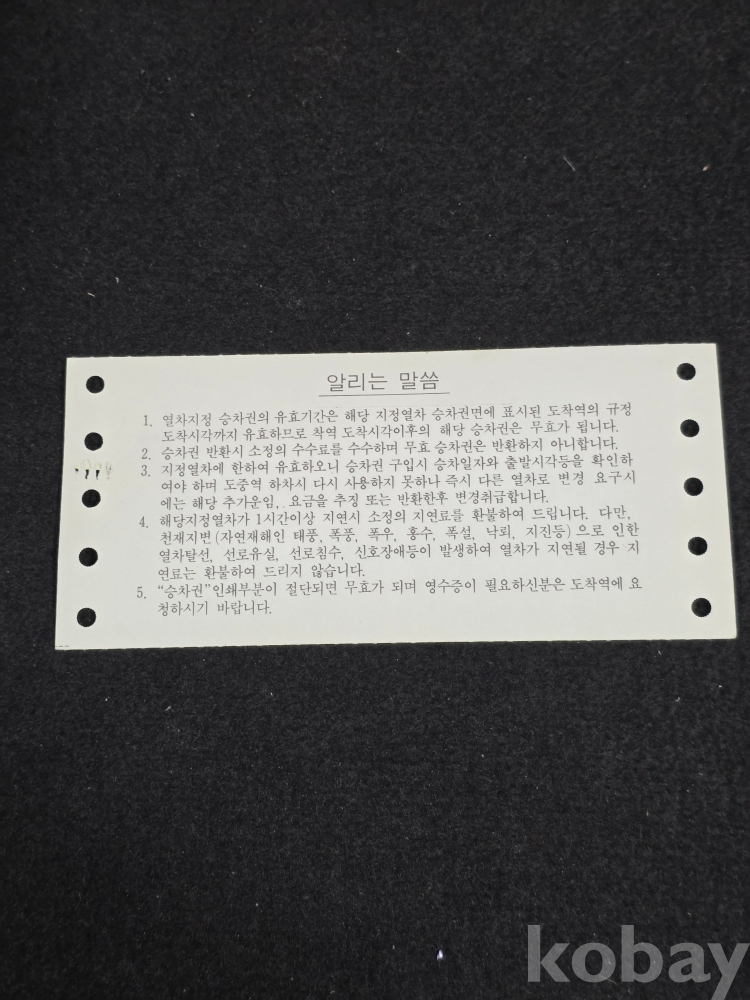 알리는 말씀
1. 열차지정 승차권의 유효기간은 해당 지정열차 승차권면에 표시된 도착역의 규정
도착시각까지 유효하므로 착역 도착시각이후의 해당 승차권은 무효가 됩니다.
2. 승차권 반환시 소정의 수수료를 수수하며 무효 승차권은 반환하지 아니합니다.
3. 지정열차에 한하여 유효하오니 승차권 구입시 승차일자와 출발시각등을 확인하
여야 하며 도중역 하차시 다시 사용하지 못하나 즉시 다른 열차로 변경 요구시
에는 해당 추가운임, 요금을 추징 또는 반환한후 변경취급합니다.
4. 해당지정열차가 1시간이상 지연시 소정의 지연료를 환불하여 드립니다. 다만,
천재지변(자연재해인 태풍, 폭풍, 폭우, 홍수, 폭설, 낙뢰, 지진등)으로 인한
열차탈선, 선로유실, 선로침수, 신호장애등이 발생하여 열차가 지연될 경우 지
연료는 환불하여 드리지 않습니다.
5. “승차권”인쇄부분이 절단되면 무효가 되며 영수증이 필요하신분은 도착역에 요
청하시기 바랍니다.
kobay